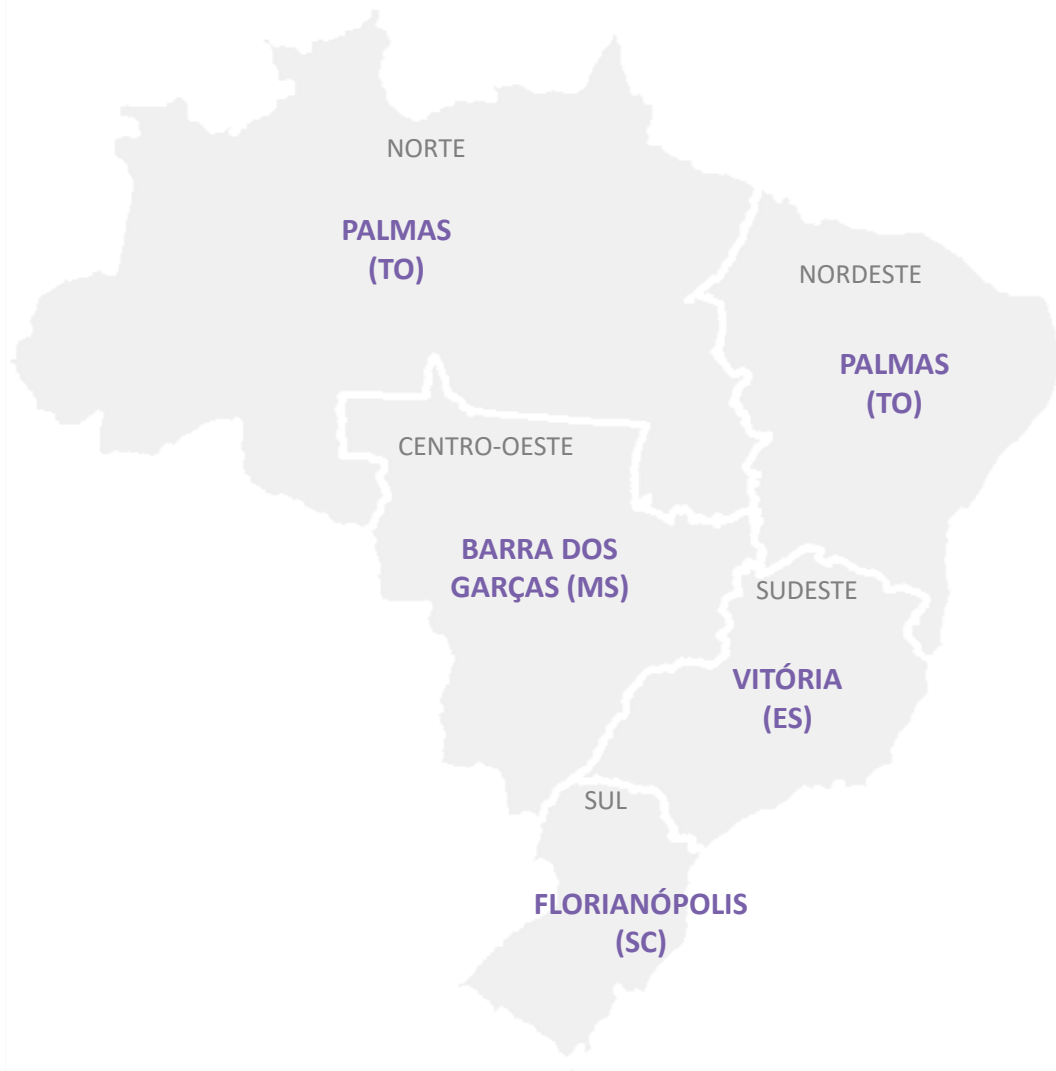 NORTE
PALMAS
(TO)
NORDESTE
PALMAS
(TO)
CENTRO-OESTE
BARRA DOS
GARÇAS (MS)
SUDESTE
VITÓRIA
(ES)
SUL
FLORIANÓPOLIS
(SC)